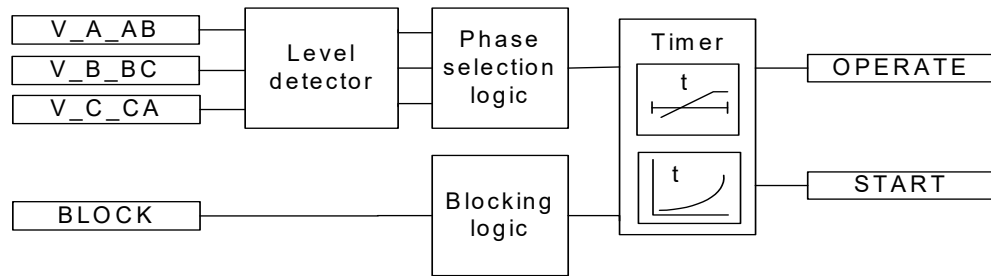 V_A_AB
V_B_BC
V_C_CA
Level
detector
Phase
selection
logic
Timer
t
t
OPERATE
START
BLOCK
Blocking
logic